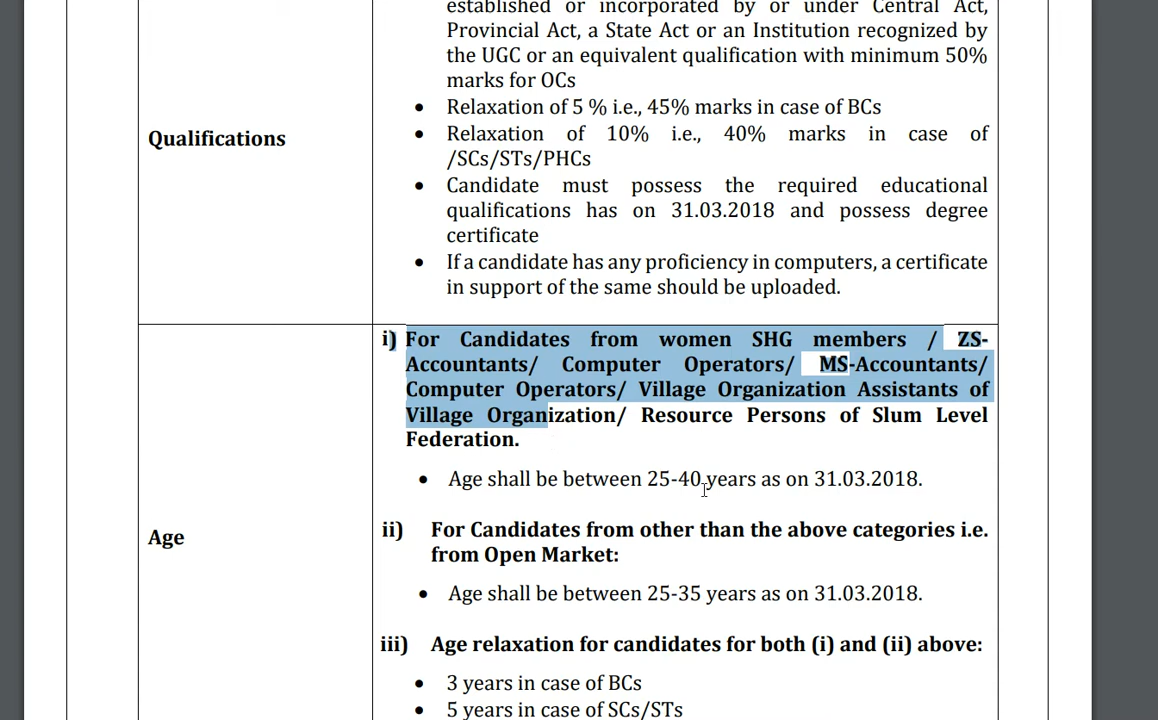 established or incorporated by or under Central Act,
Provincial Act, a State Act or an Institution recognized by
the UGC or an equivalent qualification with minimum 50%
marks for OCs
• Relaxation of 5 % i.e., 45% marks in case of BCs
Qualifications
• Relaxation of 10% i.e., 40% marks in case of
/SCs/STs/PHCs
• Candidate must possess the required educational
qualifications has on 31.03.2018 and possess degree
certificate
• If a candidate has any proficiency in computers, a certificate
in support of the same should be uploaded.
i) For Candidates from women SHG members / ZS-
Accountants/ Computer Operators/ MS-Accountants/
Computer Operators/ Village Organization Assistants of
Village Organization/ Resource Persons of Slum Level
Federation.
• Age shall be between 25-40 years as on 31.03.2018.
Age
ii) For Candidates from other than the above categories i.e.
from Open Market:
• Age shall be between 25-35 years as on 31.03.2018.
iii) Age relaxation for candidates for both (i) and (ii) above:
• 3 years in case of BCs
• 5 years in case of SCs/STs